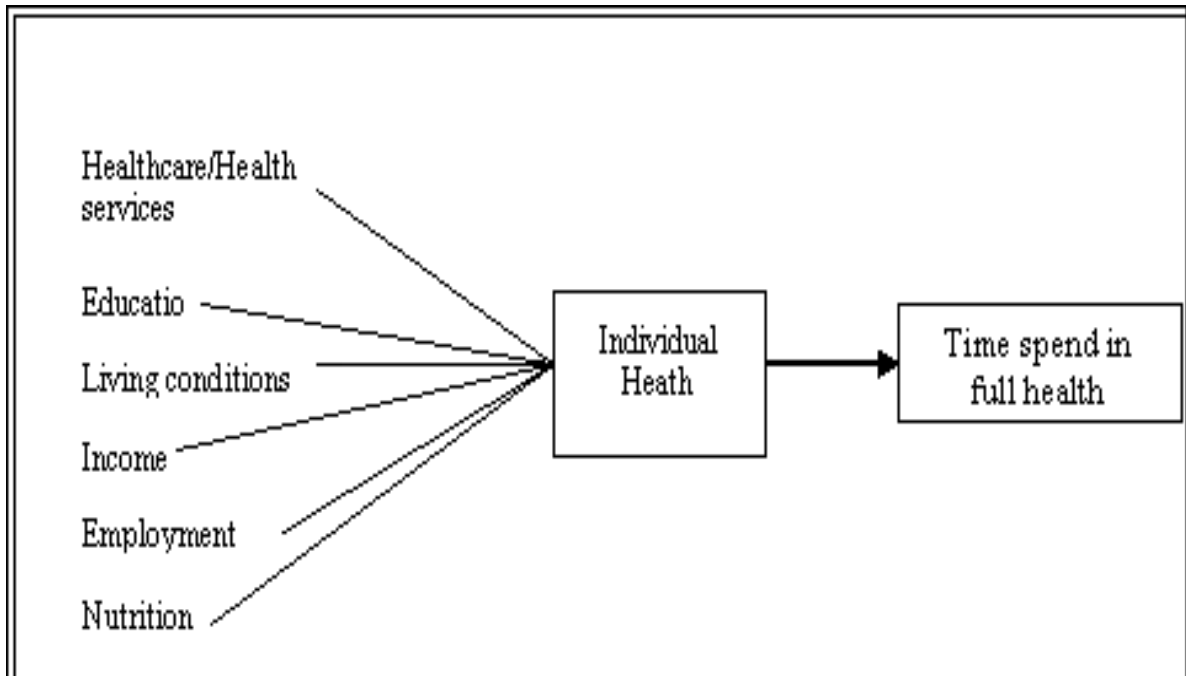 Healthcare/Health
services
Educatio
Living conditions
Income
Employment
Nutrition
Individual
Heath
Time spend in
full health